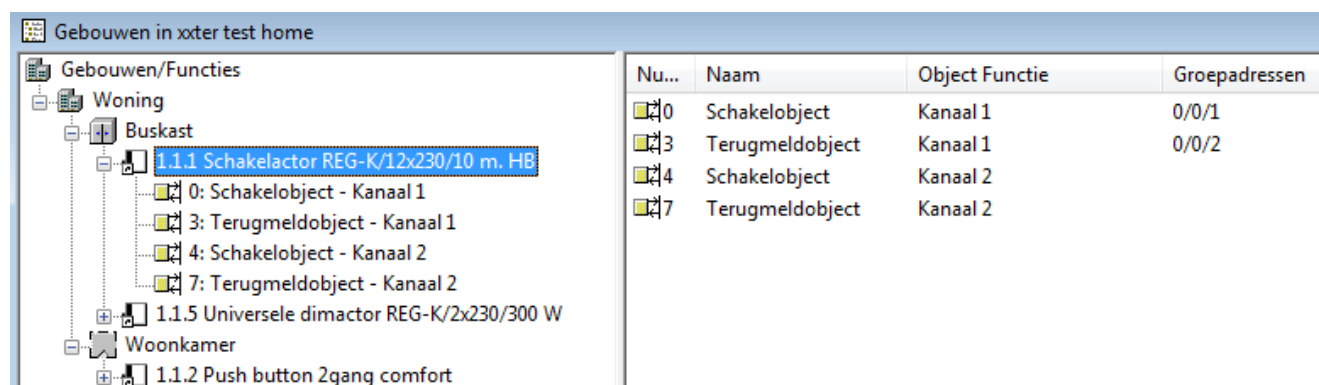 Gebouwen in xxter test home
Gebouwen/Functies
Woning
Buskast
1.1.1 Schakelactor REG-K/12x230/10 m. HB
0: Schakelobject - Kanaal 1
3: Terugmeldobject - Kanaal 1
4: Schakelobject - Kanaal 2
7: Terugmeldobject - Kanaal 2
1.1.5 Universele dimactor REG-K/2x230/300 W
Woonkamer
1.1.2 Push button 2gang comfort
Nu... Naam Object Functie Groepadressen
0 Schakelobject Kanaal 1 0/0/1
3 Terugmeldobject Kanaal 1 0/0/2
4 Schakelobject Kanaal 2
7 Terugmeldobject Kanaal 2